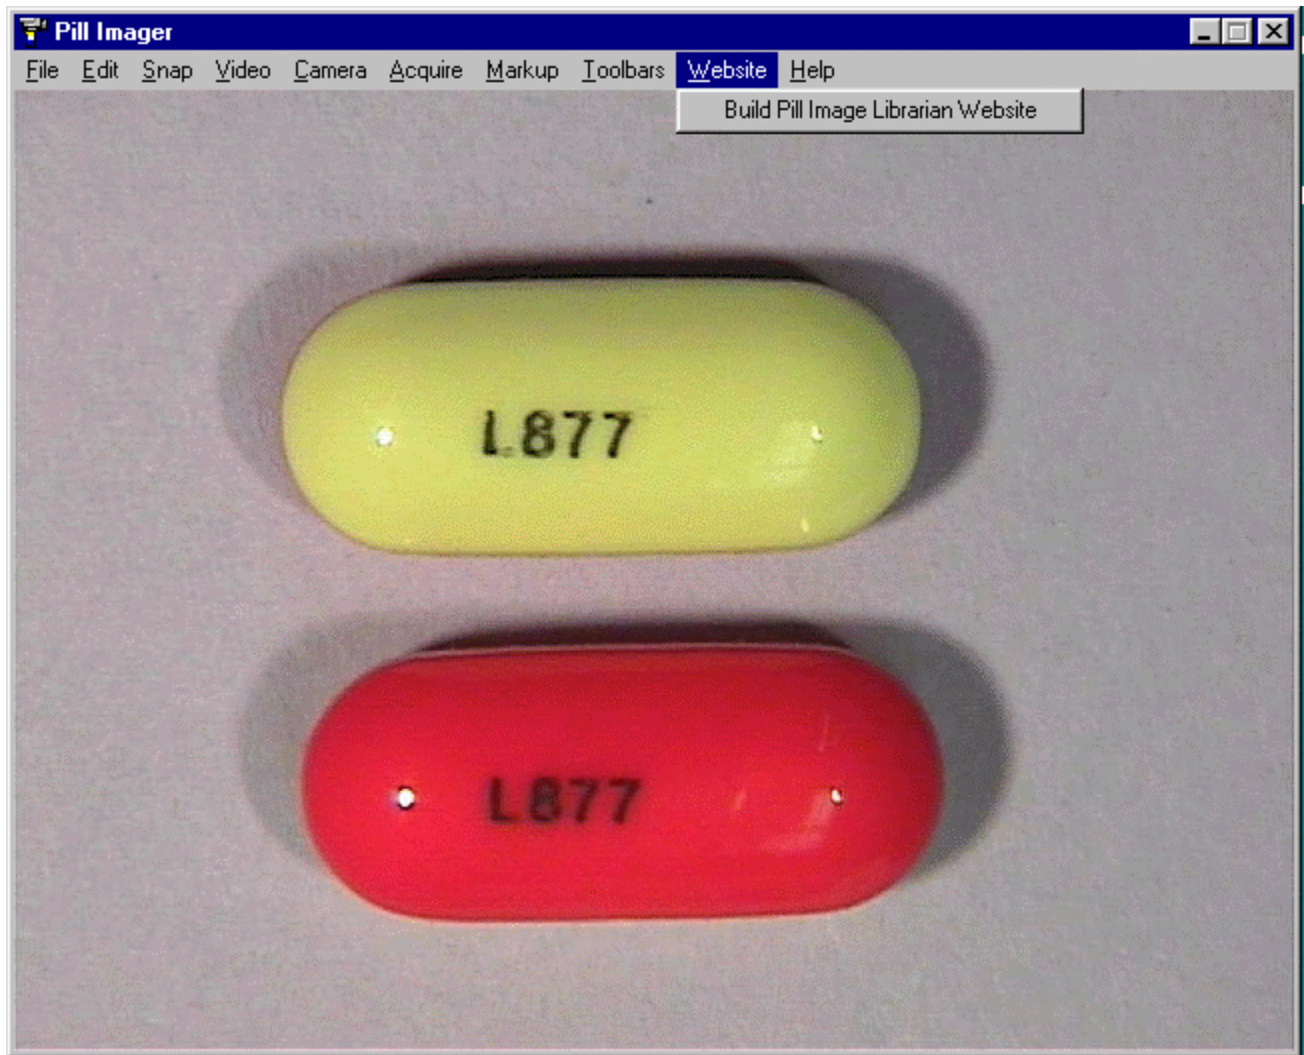 Pill Imager
File Edit Snap Video Camera Acquire Markup Toolbars Website Help
Build Pill Image Librarian Website
L877
L877